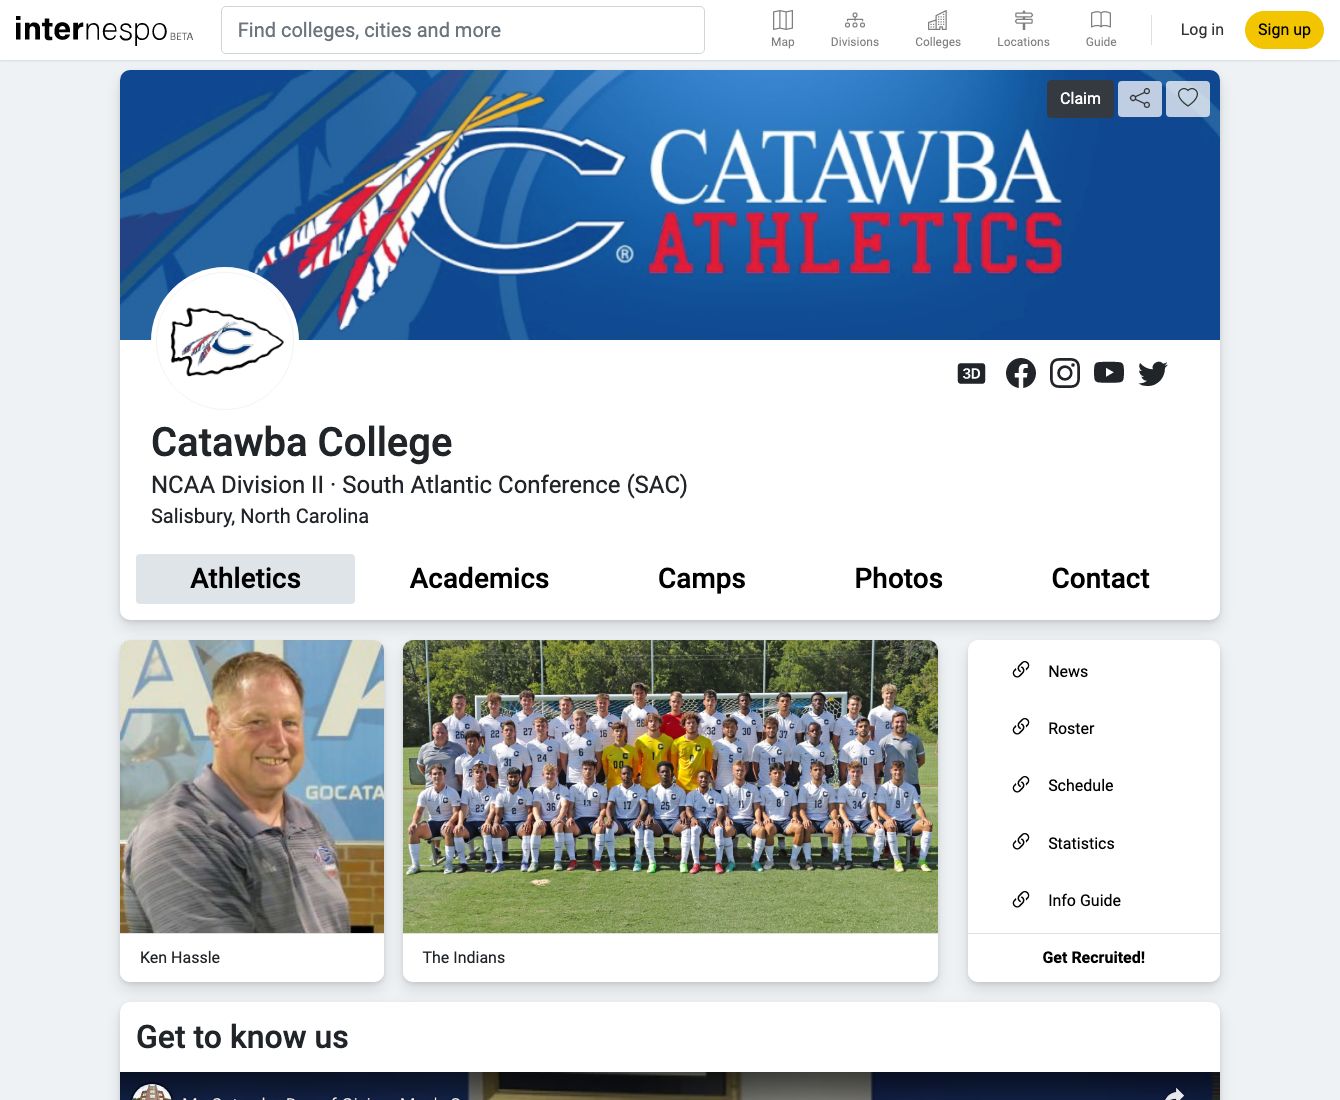 internespo BETA
Find colleges, cities and more
Map
Divisions
Colleges
Locations
Guide
Log in
Sign up
Claim
CATAWBA
ATHLETICS
®
C
3D
Catawba College
NCAA Division II · South Atlantic Conference (SAC)
Salisbury, North Carolina
Athletics
Academics
Camps
Photos
Contact
GOCATA
Ken Hassle
The Indians
News
Roster
Schedule
Statistics
Info Guide
Get Recruited!
Get to know us